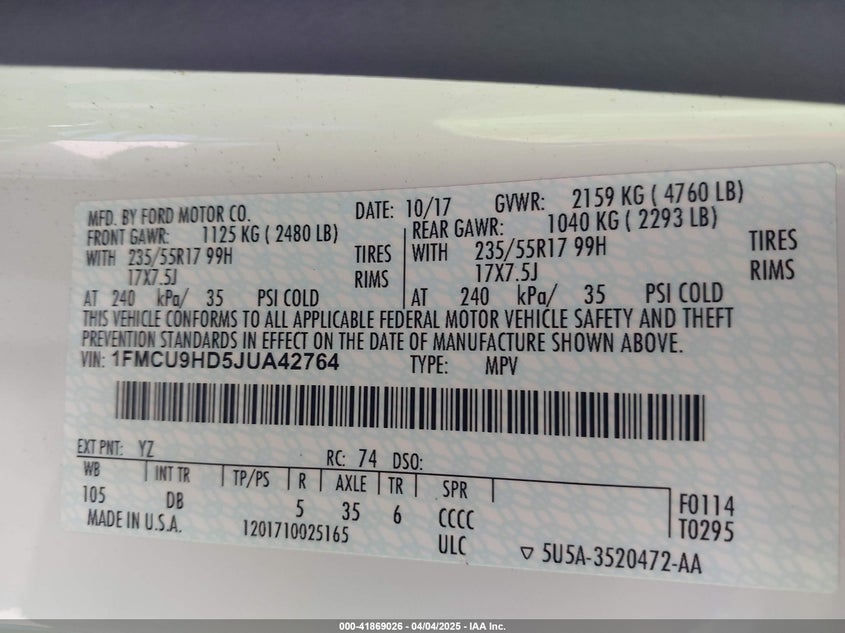 MFD. BY FORD MOTOR CO. DATE: 10/17 GVWR: 2159 KG ( 4760 LB)
FRONT GAWR: 1125 KG ( 2480 LB) REAR GAWR: 1040 KG ( 2293 LB)
WITH 235/55R17 99H TIRES WITH 235/55R17 99H TIRES
17X7.5J RIMS 17X7.5J RIMS
AT 240 kPa/ 35 PSI COLD AT 240 kPa/ 35 PSI COLD
THIS VEHICLE CONFORMS TO ALL APPLICABLE FEDERAL MOTOR VEHICLE SAFETY AND THEFT
PREVENTION STANDARDS IN EFFECT ON THE DATE OF MANUFACTURE SHOWN ABOVE.
VIN: 1FMCU9HD5JUA42764 TYPE: MPV
EXT PNT: YZ RC: 74 DSO:
WB INT TR TP/PS R AXLE TR SPR
105 DB 5 35 6 CCCC F0114
MADE IN U.S.A. 1201710025165 ULC T0295
5U5A-3520472-AA
000-41869026 - 04/04/2025 - IAA Inc.